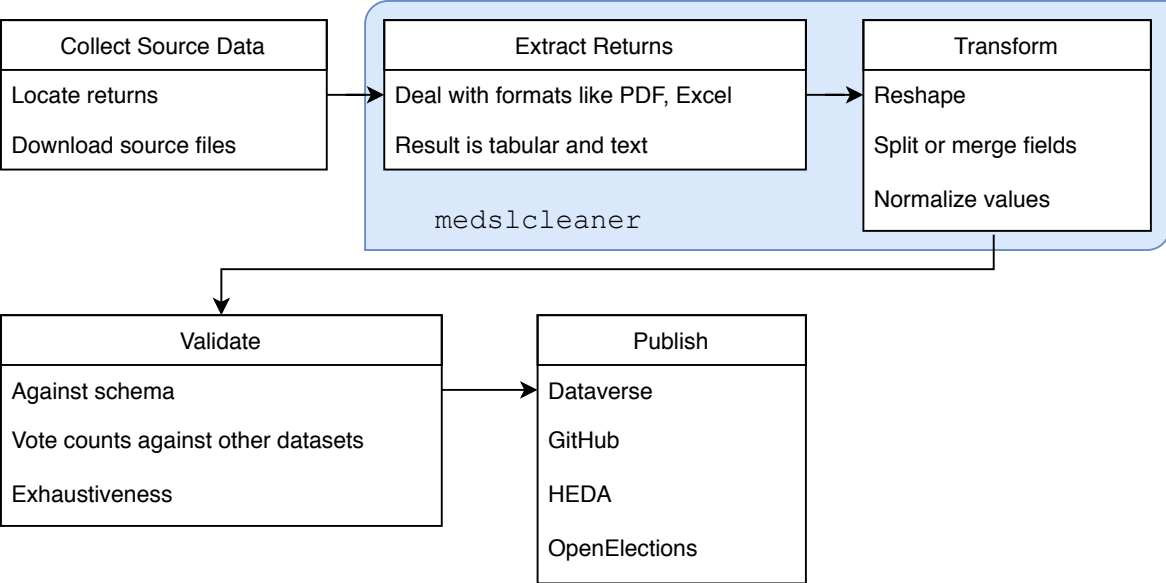 Collect Source Data
Locate returns
Download source files
Extract Returns
Deal with formats like PDF, Excel
Result is tabular and text
Transform
Reshape
Split or merge fields
Normalize values
medslcleaner
Validate
Against schema
Vote counts against other datasets
Exhaustiveness
Publish
Dataverse
GitHub
HEDA
OpenElections